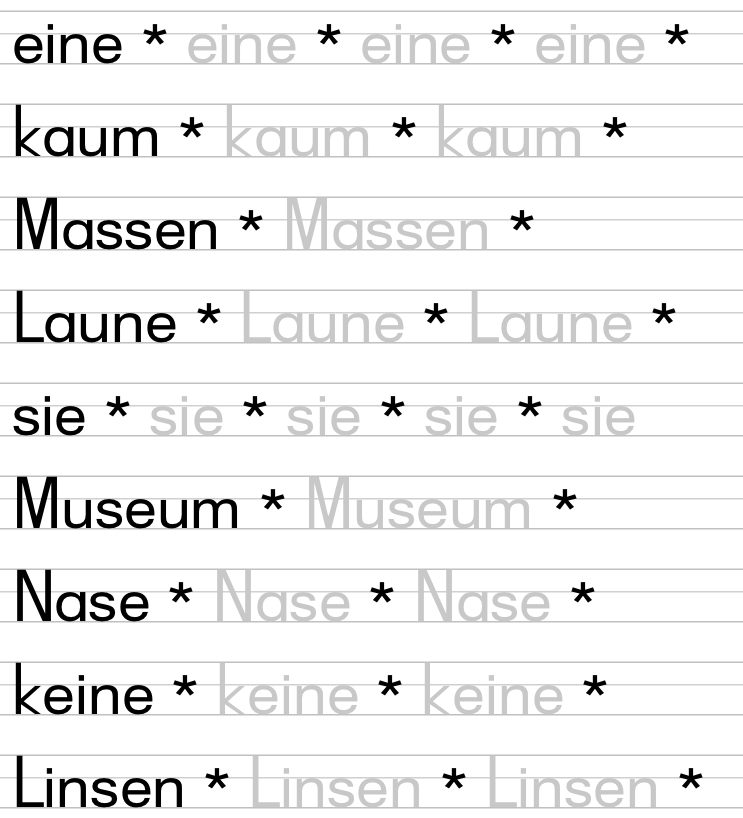 eine * eine * eine * eine *
kaum * kaum * kaum *
Massen * Massen *
Laune * Laune * Laune *
sie * sie * sie * sie * sie
Museum * Museum *
Nase * Nase * Nase *
keine * keine * keine *
Linsen * Linsen * Linsen *